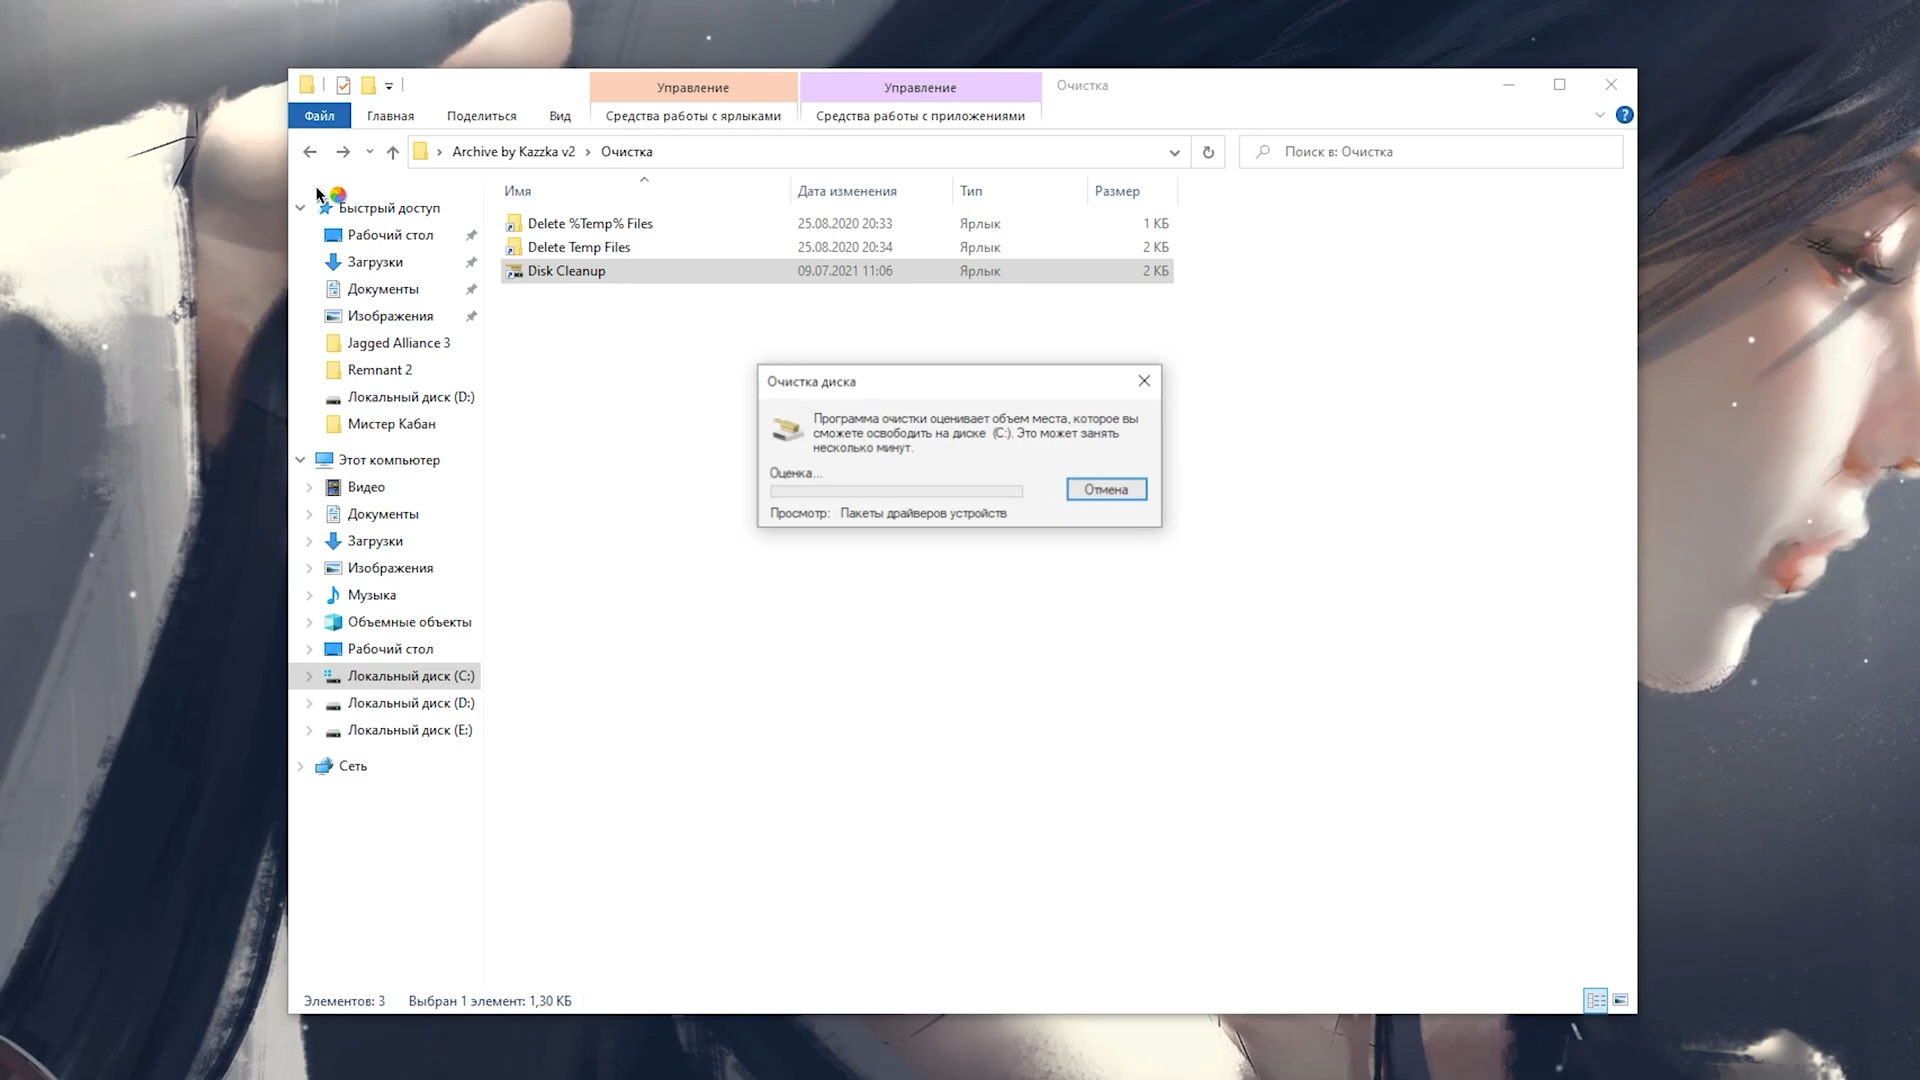 Управление
Управление
Очистка
Файл
Главная
Поделиться
Вид
Средства работы с ярлыками
Средства работы с приложениями
Archive by Kazzka v2
Очистка
Поиск в: Очистка
Имя
Дата изменения
Тип
Размер
Delete %Temp% Files
25.08.2020 20:33
Ярлык
1 КБ
Delete Temp Files
25.08.2020 20:34
Ярлык
2 КБ
Disk Cleanup
09.07.2021 11:06
Ярлык
2 КБ
Быстрый доступ
Рабочий стол
Загрузки
Документы
Изображения
Jagged Alliance 3
Remnant 2
Локальный диск (D:)
Мистер Кабан
Этот компьютер
Видео
Документы
Загрузки
Изображения
Музыка
Объемные объекты
Рабочий стол
Локальный диск (C:)
Локальный диск (D:)
Локальный диск (E:)
Сеть
Очистка диска
Программа очистки оценивает объем места, которое вы
сможете освободить на диске (C:). Это может занять
несколько минут.
Оценка...
Отмена
Просмотр: Пакеты драйверов устройств
Элементов: 3
Выбран 1 элемент: 1,30 КБ